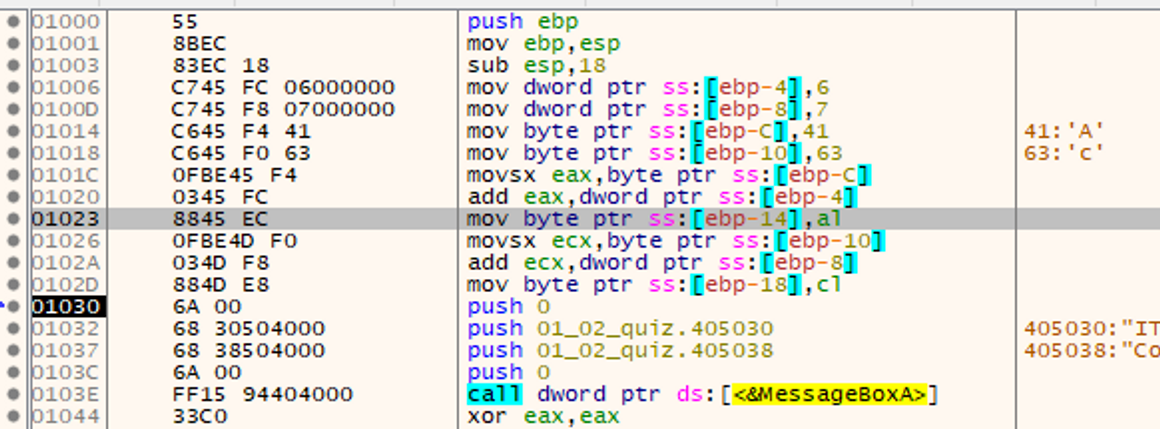 01000 55 push ebp
01001 8BEC mov ebp,esp
01003 83EC 18 sub esp,18
01006 C745 FC 06000000 mov dword ptr ss:[ebp-4],6
0100D C745 F8 07000000 mov dword ptr ss:[ebp-8],7
01014 C645 F4 41 mov byte ptr ss:[ebp-C],41 41:'A'
01018 C645 F0 63 mov byte ptr ss:[ebp-10],63 63:'c'
0101C 0FBE45 F4 movsx eax,byte ptr ss:[ebp-C]
01020 0345 FC add eax,dword ptr ss:[ebp-4]
01023 8845 EC mov byte ptr ss:[ebp-14],al
01026 0FBE4D F0 movsx ecx,byte ptr ss:[ebp-10]
0102A 034D F8 add ecx,dword ptr ss:[ebp-8]
0102D 884D E8 mov byte ptr ss:[ebp-18],cl
01030 6A 00 push 0
01032 68 30504000 push 01_02_quiz.405030 405030:"IT
01037 68 38504000 push 01_02_quiz.405038 405038:"Co
0103C 6A 00 push 0
0103E FF15 94404000 call dword ptr ds:[<&MessageBoxA>]
01044 33C0 xor eax,eax